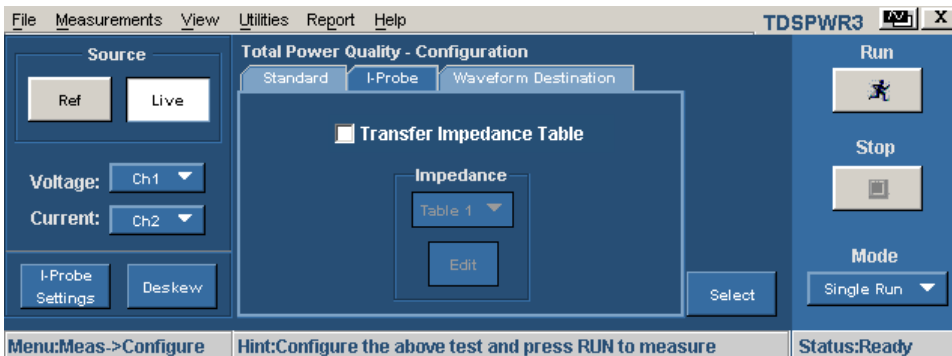 File Measurements View Utilities Report Help TDSPWR3 X
Source
Ref Live
Voltage: Ch1
Current: Ch2
I-Probe Settings
Deskew
Total Power Quality - Configuration
Standard I-Probe Waveform Destination
Transfer Impedance Table
Impedance
Table 1
Edit
Select
Run
Stop
Mode
Single Run
Menu:Meas->Configure Hint:Configure the above test and press RUN to measure Status:Ready